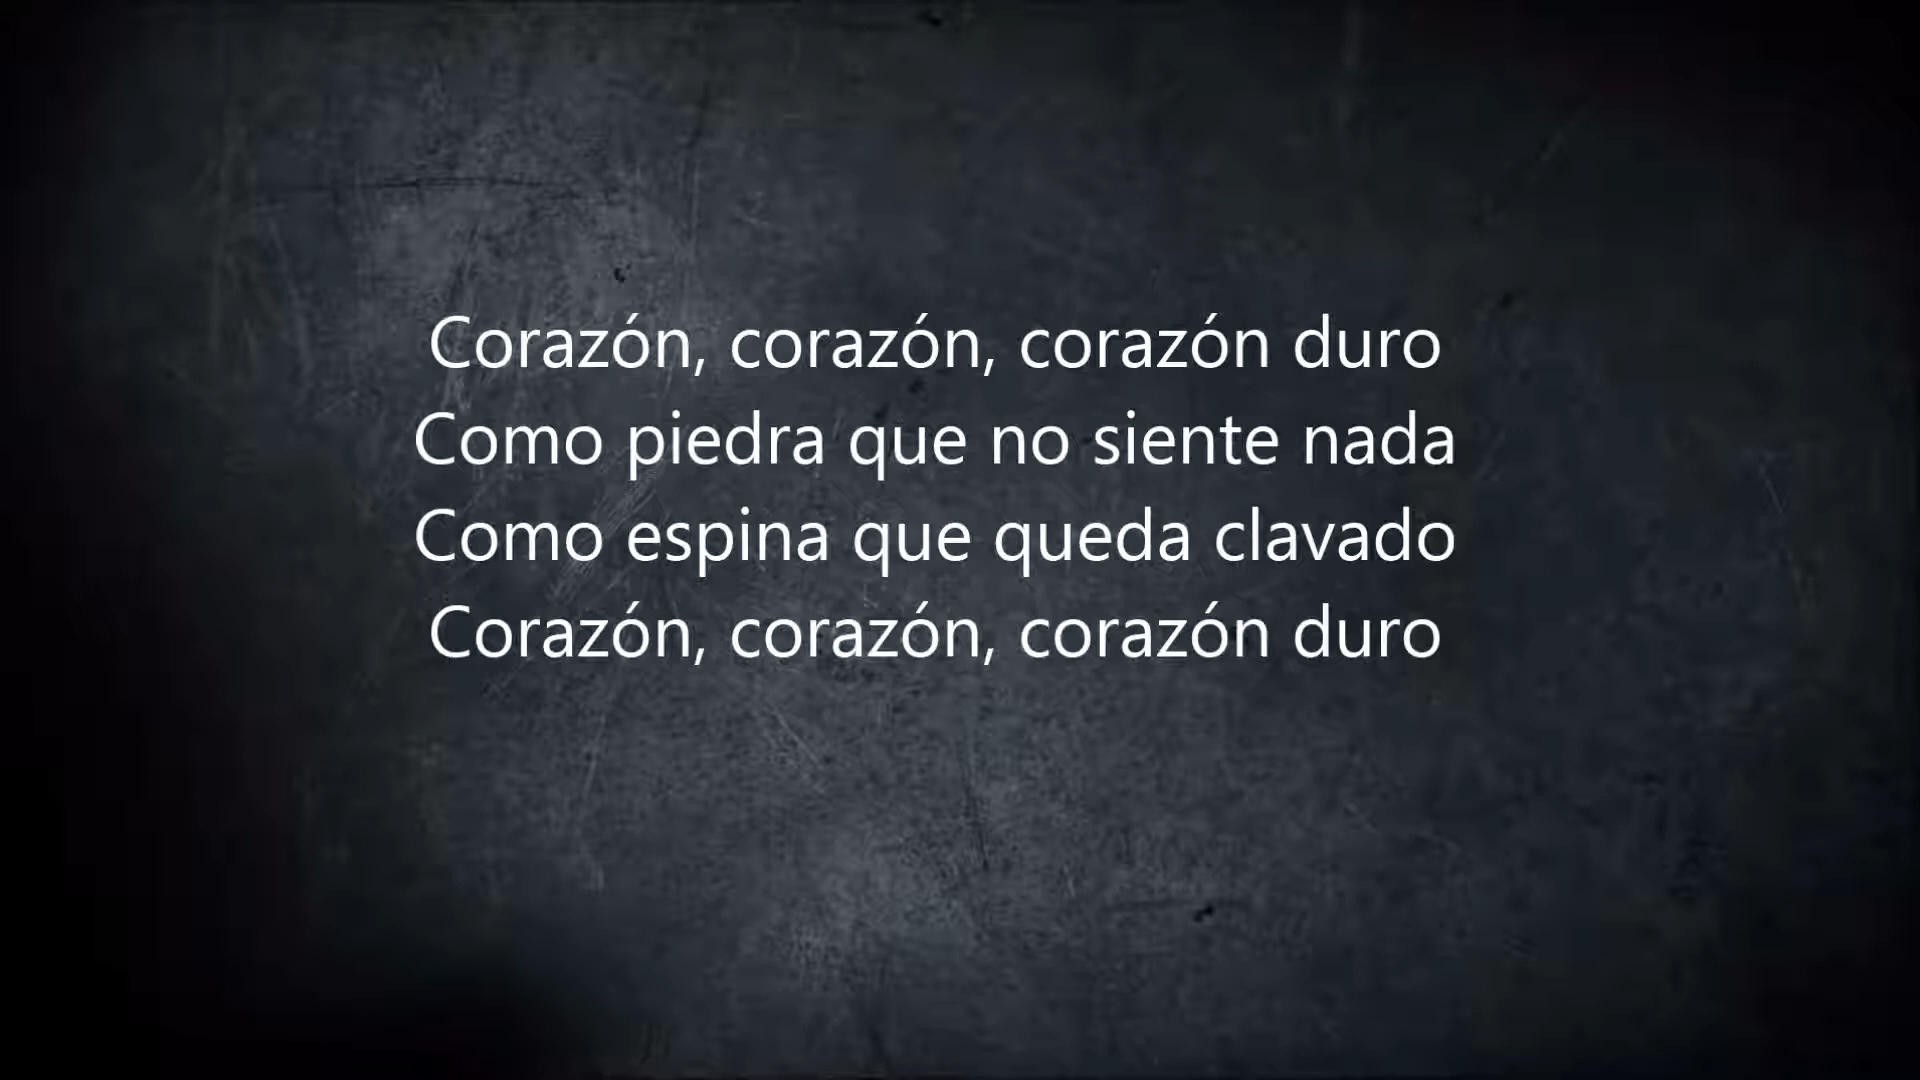 Corazón, corazón, corazón duro
Como piedra que no siente nada
Como espina que queda clavado
Corazón, corazón, corazón duro